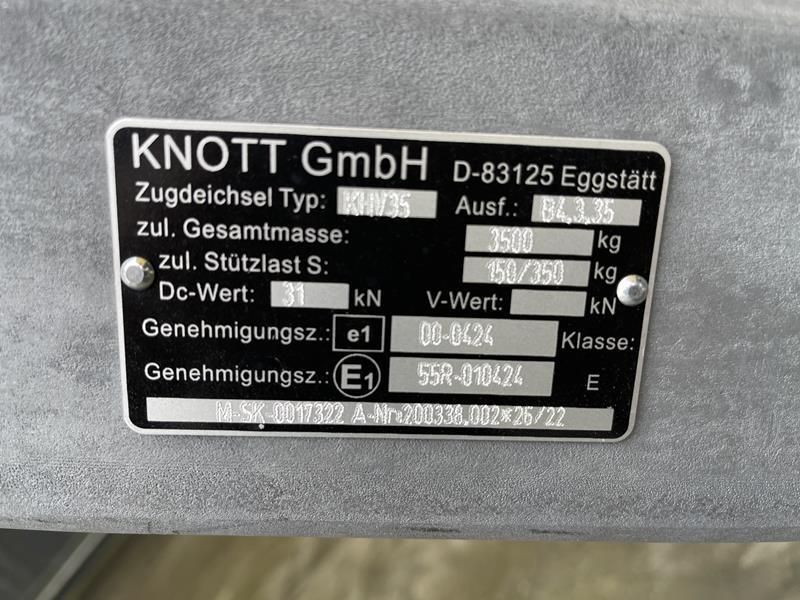 KNOTT GmbH D-83125 Eggstätt
Zugdeichsel Typ: KHV35 Ausf.: B4.3.35
zul. Gesamtmasse: 3500 kg
zul. Stützlast S: 150/350 kg
Dc-Wert: 31 kN V-Wert: kN
Genehmigungsz.: e1 00-0424 Klasse:
Genehmigungsz.: E1 55R-010424 E
M-SK-0017322 A-Nr:200338.002*26/22